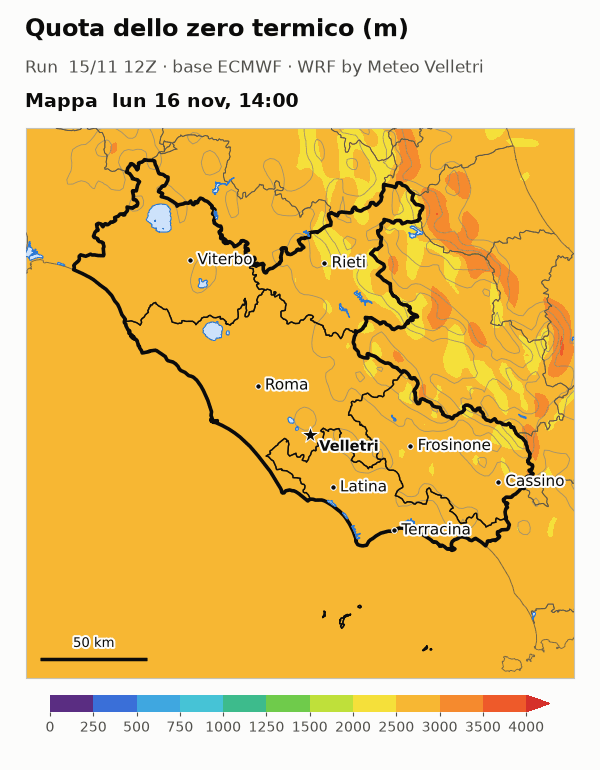 Quota dello zero termico (m)
Run  15/11 12Z · base ECMWF · WRF by Meteo Velletri
Mappa  lun 16 nov, 14:00
Viterbo
Rieti
Roma
Velletri
Frosinone
Latina
Cassino
Terracina
50 km
0 250 500 750 1000 1250 1500 2000 2500 3000 3500 4000